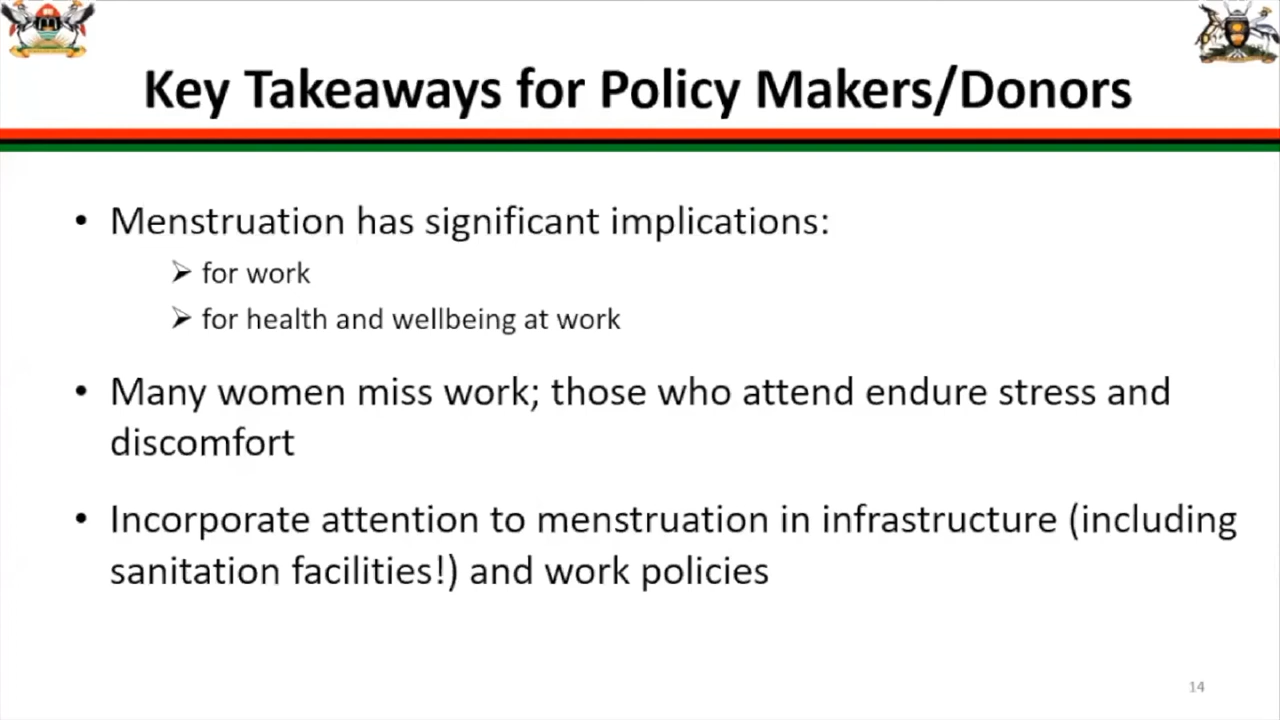 Key Takeaways for Policy Makers/Donors
• Menstruation has significant implications:
➢ for work
➢ for health and wellbeing at work
• Many women miss work; those who attend endure stress and
discomfort
• Incorporate attention to menstruation in infrastructure (including
sanitation facilities!) and work policies
14